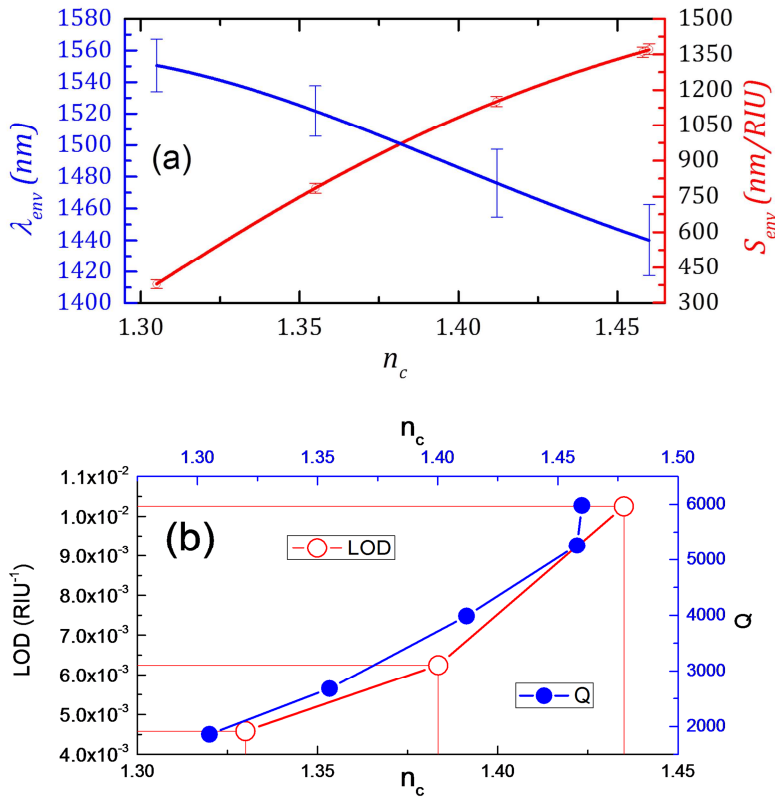 1580
1560
1540
1520
1500
1480
1460
1440
1420
1400
λenv (nm)
(a)
1500
1350
1200
1050
900
750
600
450
300
Senv (nm/RIU)
1.30 1.35 1.40 1.45
nc
nc
1.30 1.35 1.40 1.45 1.50
1.1x10-2
1.0x10-2
9.0x10-3
8.0x10-3
7.0x10-3
6.0x10-3
5.0x10-3
4.0x10-3
LOD (RIU-1)
(b)
LOD
Q
6000
5000
4000
3000
2000
Q
1.30 1.35 1.40 1.45
nc